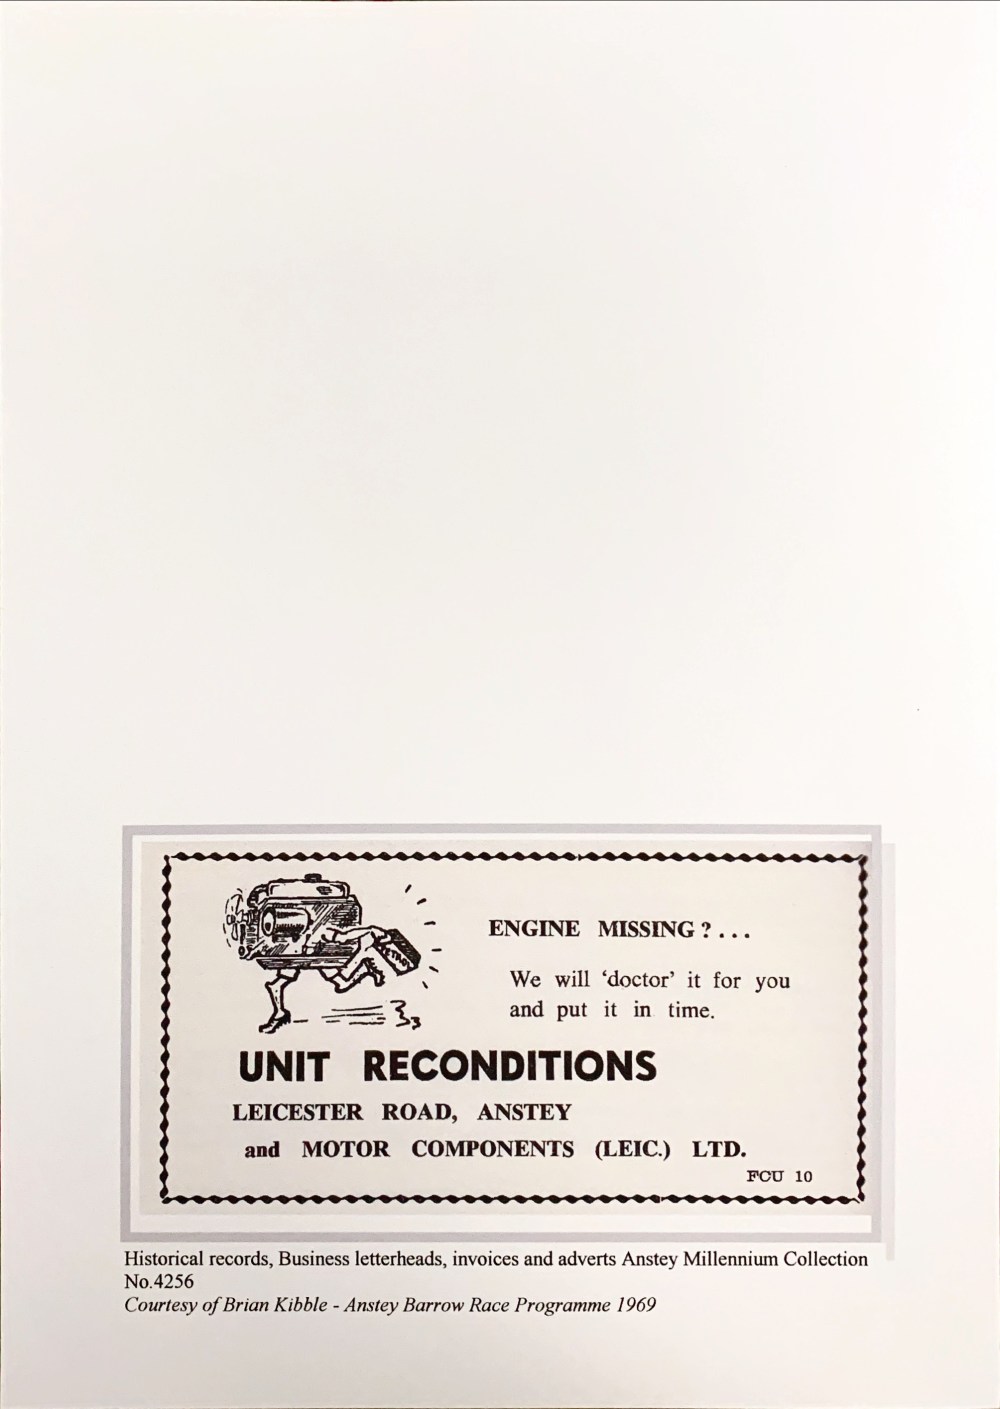 PETROL
ENGINE MISSING ? . . .
We will ‘doctor’ it for you
and put it in time.
UNIT RECONDITIONS
LEICESTER ROAD, ANSTEY
and MOTOR COMPONENTS (LEIC.) LTD.
FCU 10
Historical records, Business letterheads, invoices and adverts Anstey Millennium Collection
No.4256
Courtesy of Brian Kibble - Anstey Barrow Race Programme 1969